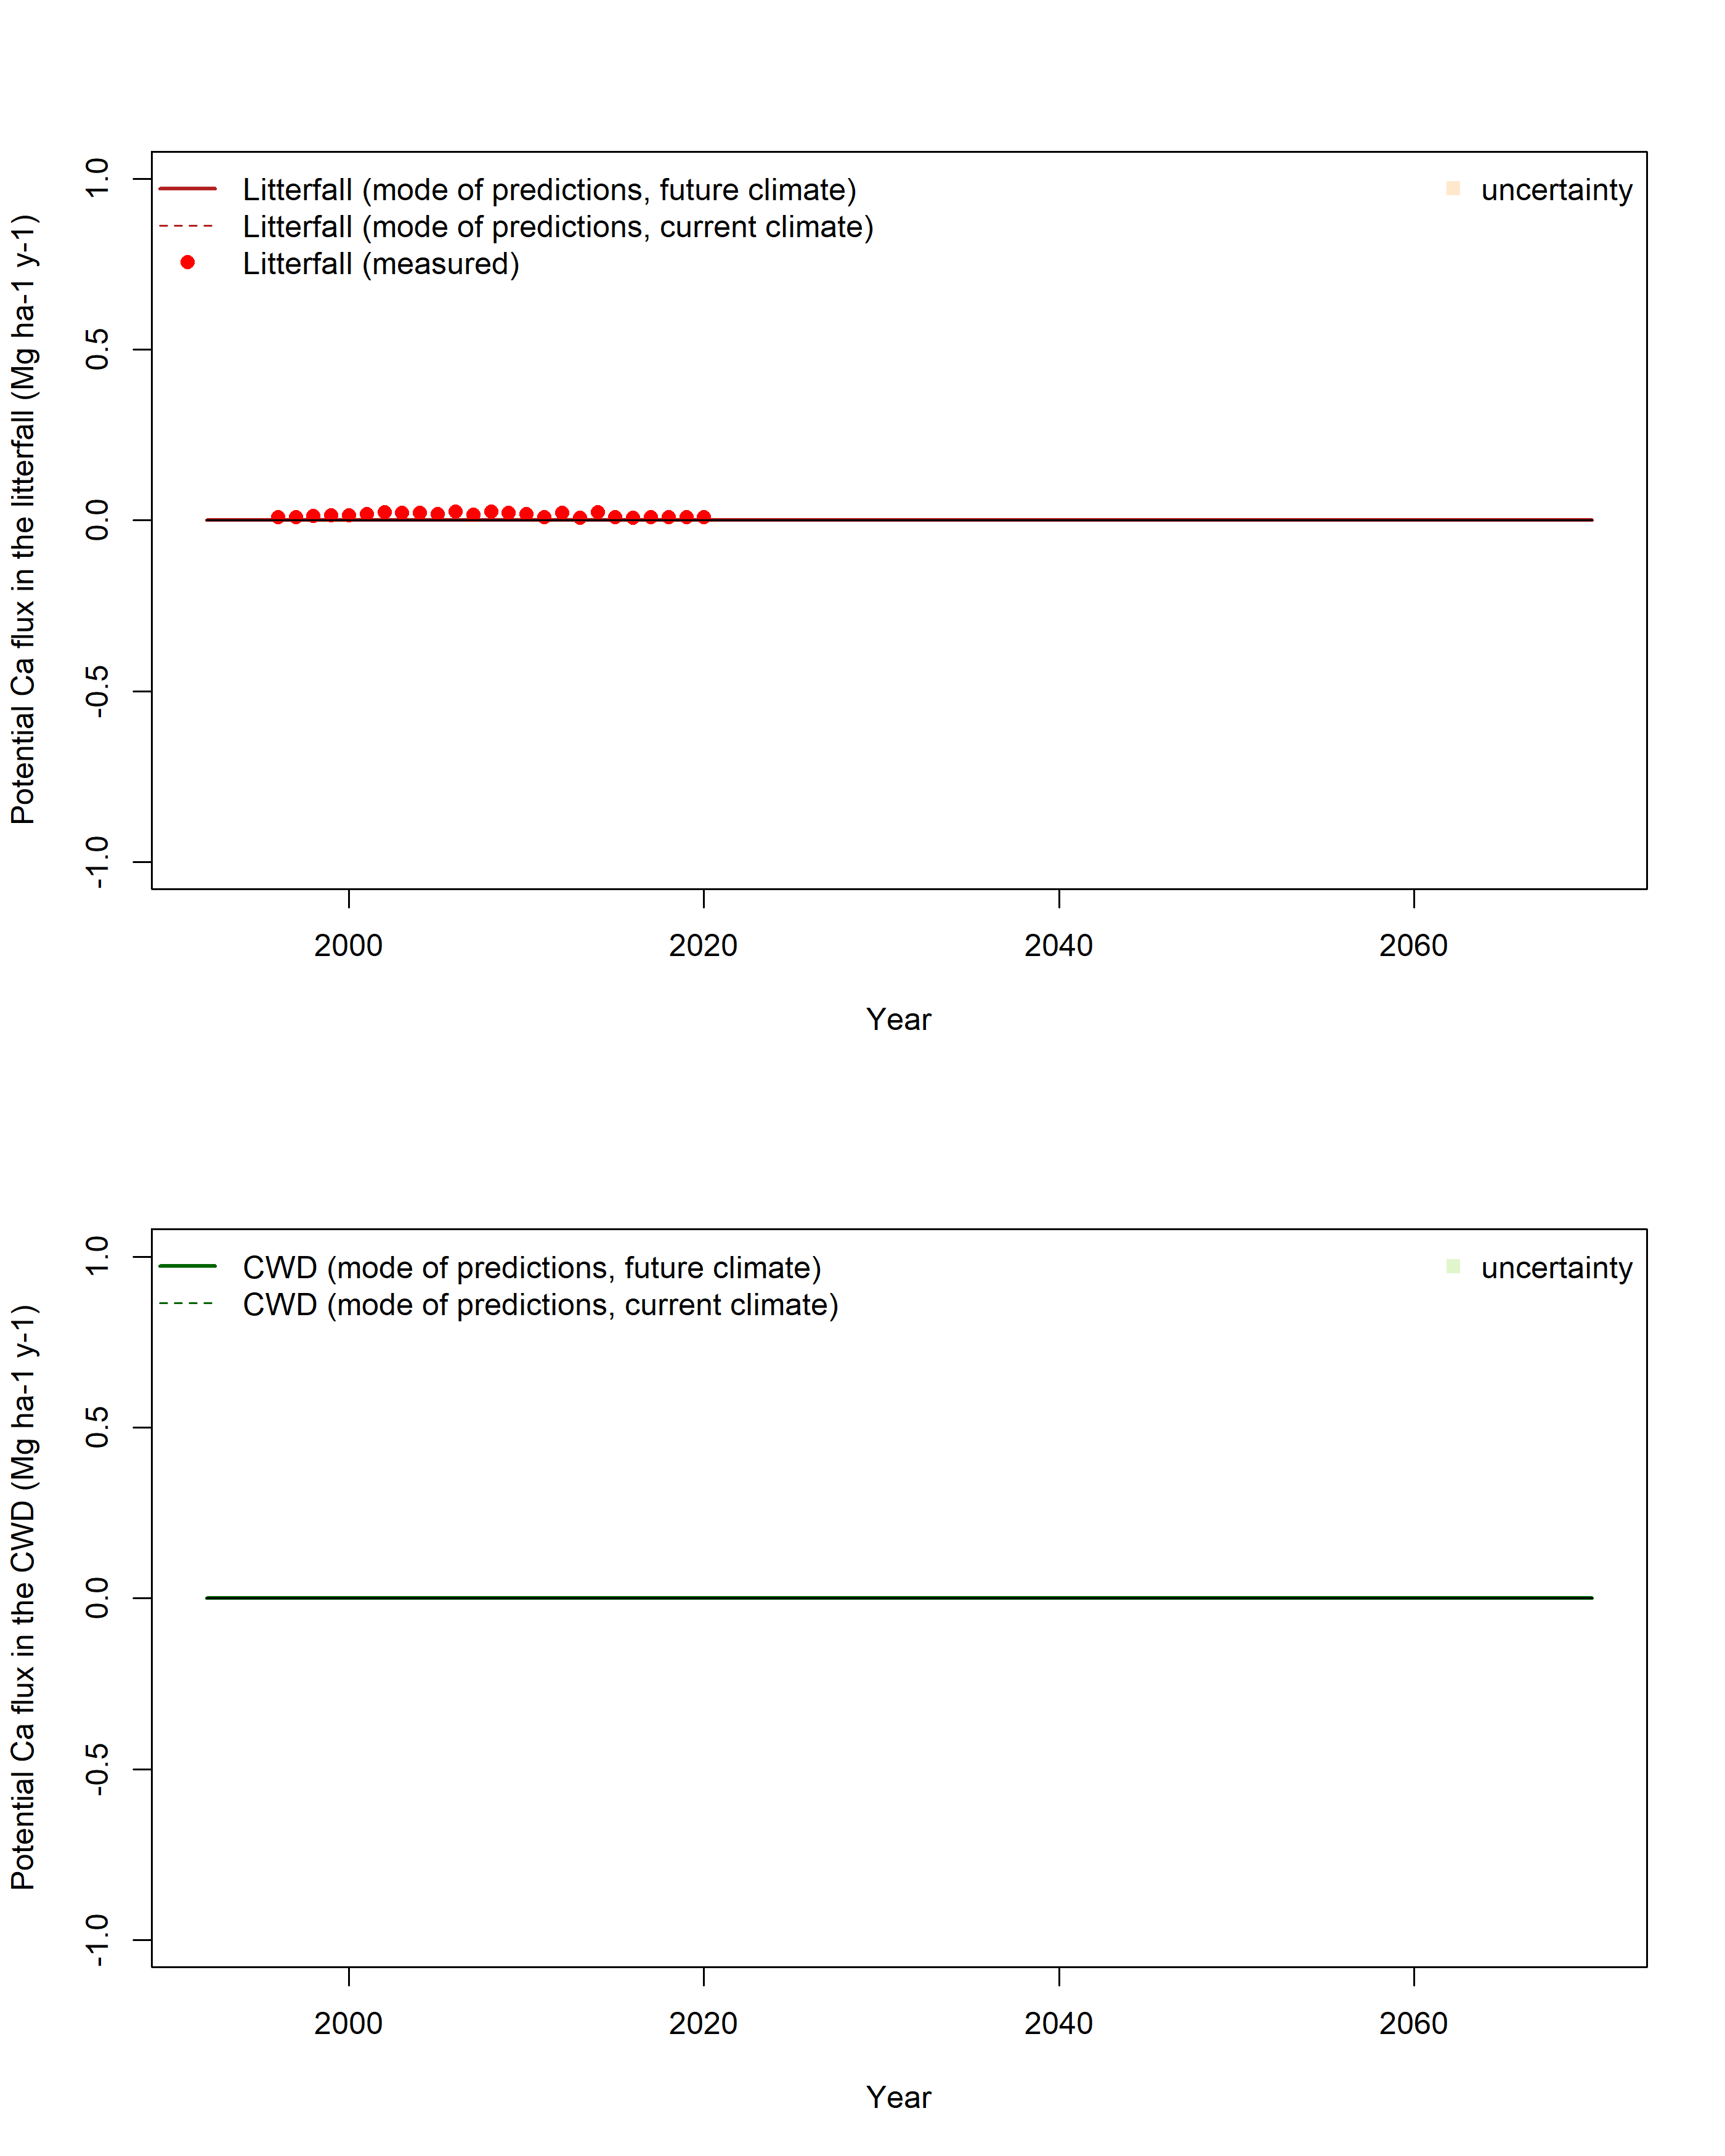 Potential Ca flux in the litterfall (Mg ha-1 y-1)
1.0
0.5
0.0
-0.5
-1.0
Litterfall (mode of predictions, future climate)
Litterfall (mode of predictions, current climate)
Litterfall (measured)
uncertainty
2000 2020 2040 2060
Year
Potential Ca flux in the CWD (Mg ha-1 y-1)
1.0
0.5
0.0
-0.5
-1.0
CWD (mode of predictions, future climate)
CWD (mode of predictions, current climate)
uncertainty
2000 2020 2040 2060
Year